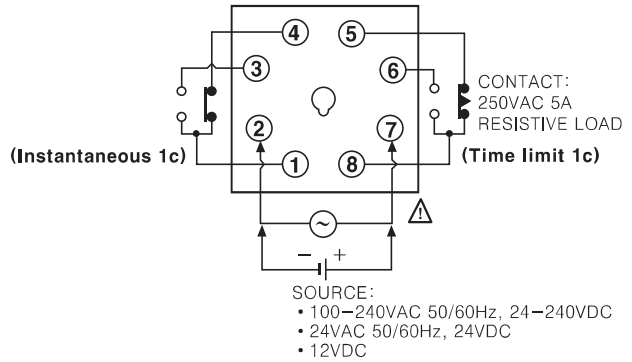 4
5
3
6
CONTACT:
250VAC 5A
RESISTIVE LOAD
2
7
(Instantaneous 1c)
1
8
(Time limit 1c)
~
!
− +
SOURCE:
• 100−240VAC 50/60Hz, 24−240VDC
• 24VAC 50/60Hz, 24VDC
• 12VDC